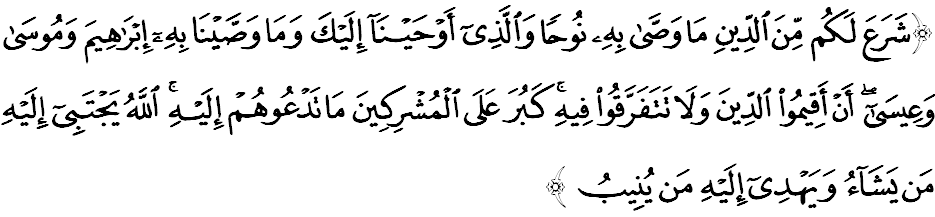 ﴿شَرَعَ لَكُم مِّنَ ٱلدِّينِ مَا وَصَّىٰ بِهِۦ نُوحًا وَٱلَّذِىٓ أَوْحَيْنَآ إِلَيْكَ وَمَا وَصَّيْنَا بِهِۦٓ إِبْرَٰهِيمَ وَمُوسَىٰ
وَعِيسَىٰٓ ۖ أَنْ أَقِيمُوا۟ ٱلدِّينَ وَلَا تَتَفَرَّقُوا۟ فِيهِ ۚ كَبُرَ عَلَى ٱلْمُشْرِكِينَ مَا تَدْعُوهُمْ إِلَيْهِ ۚ ٱللَّهُ يَجْتَبِىٓ إِلَيْهِ
مَن يَشَآءُ وَيَهْدِىٓ إِلَيْهِ مَن يُنِيبُ ﴾